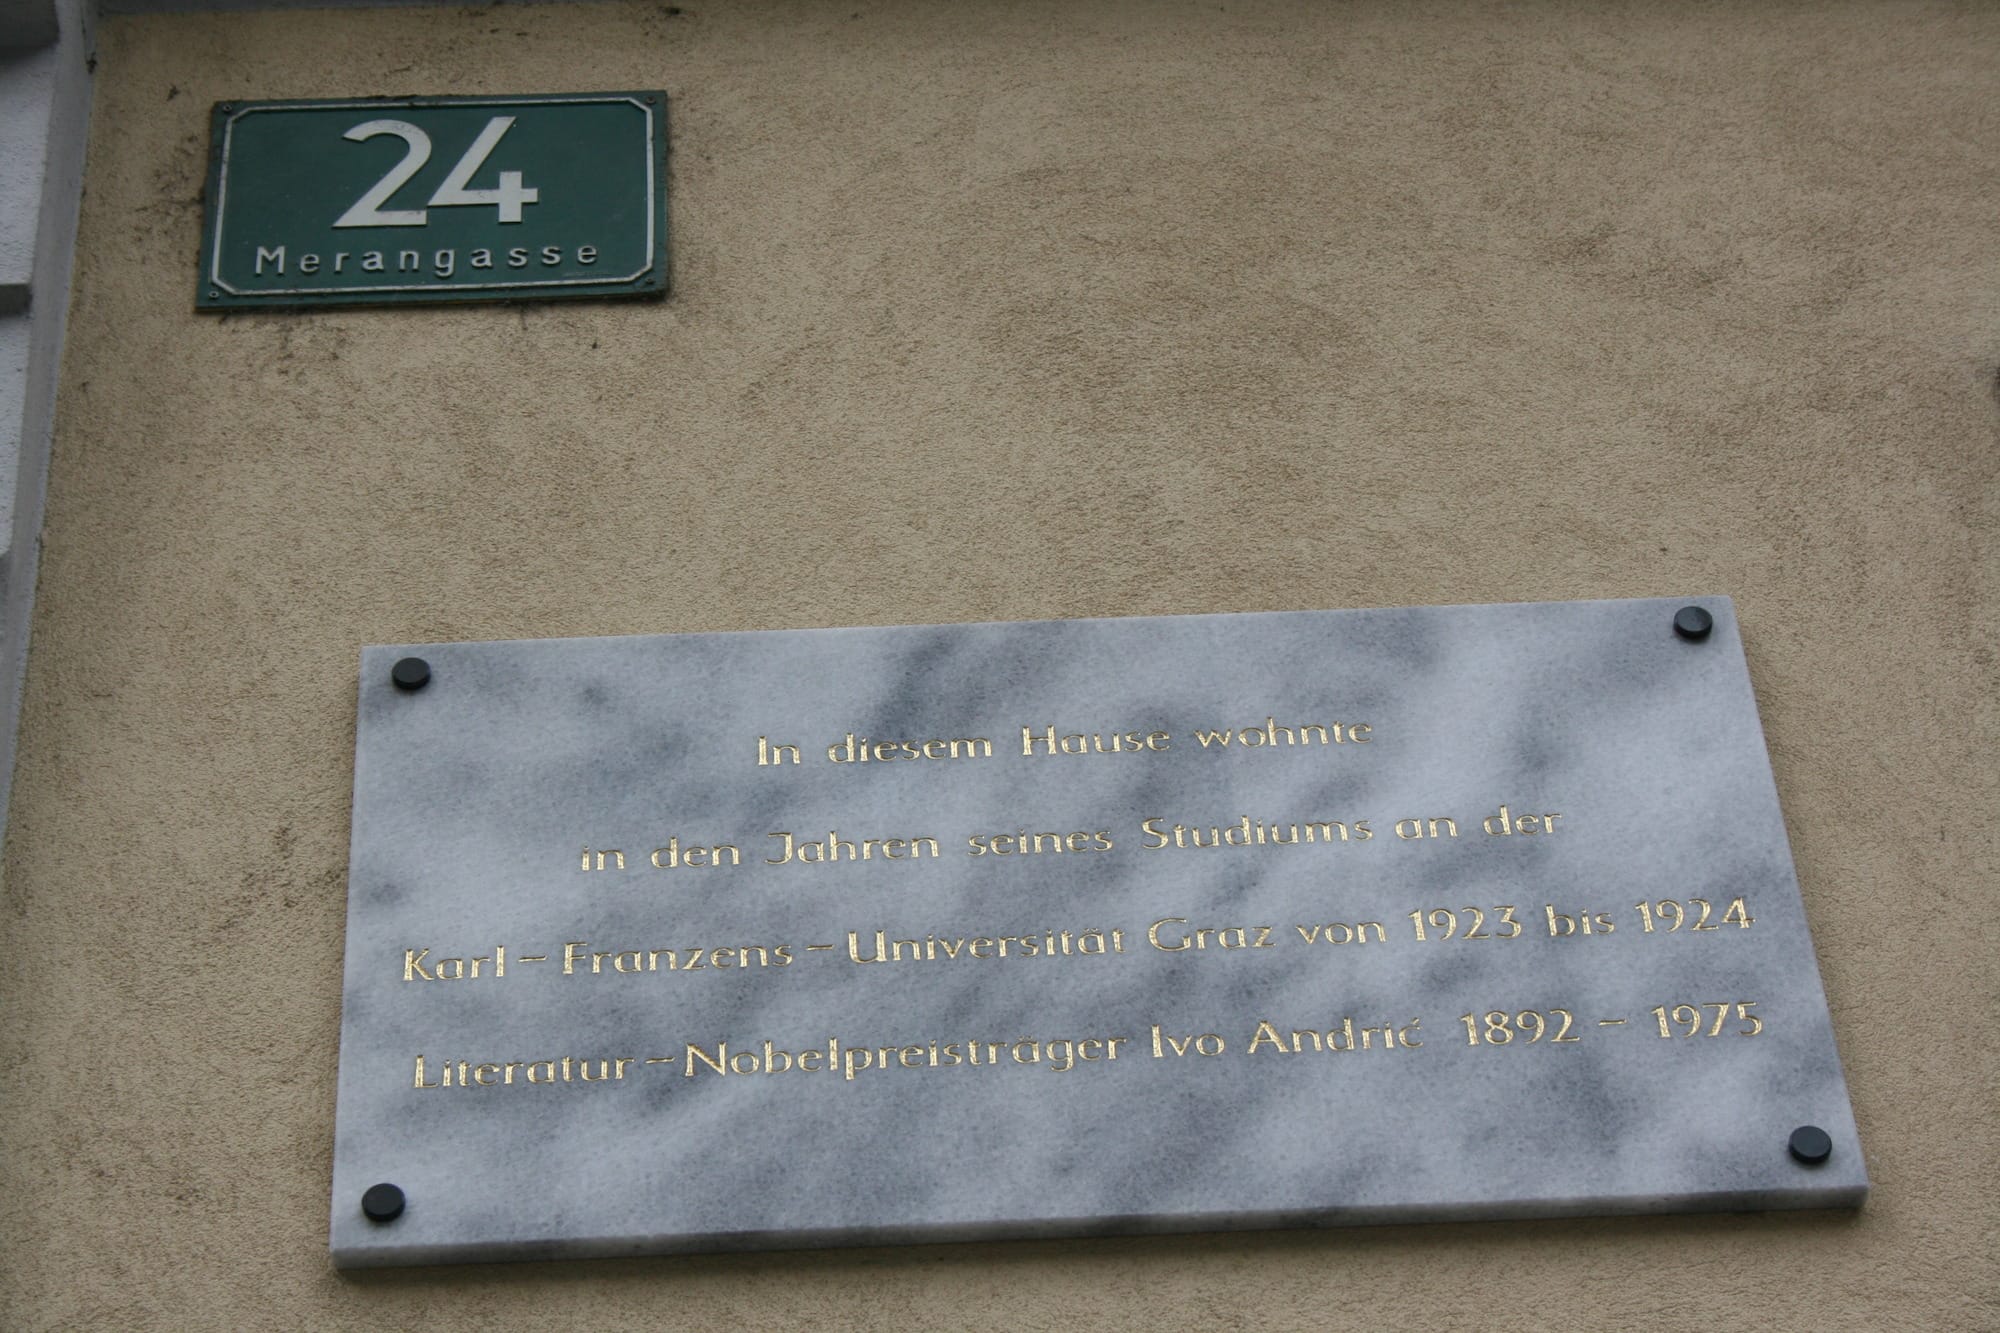 24
Merangasse
In diesem Hause wohnte
in den Jahren seines Studiums an der
Karl – Franzens – Universität Graz von 1923 bis 1924
Literatur – Nobelpreisträger Ivo Andrić 1892 – 1975